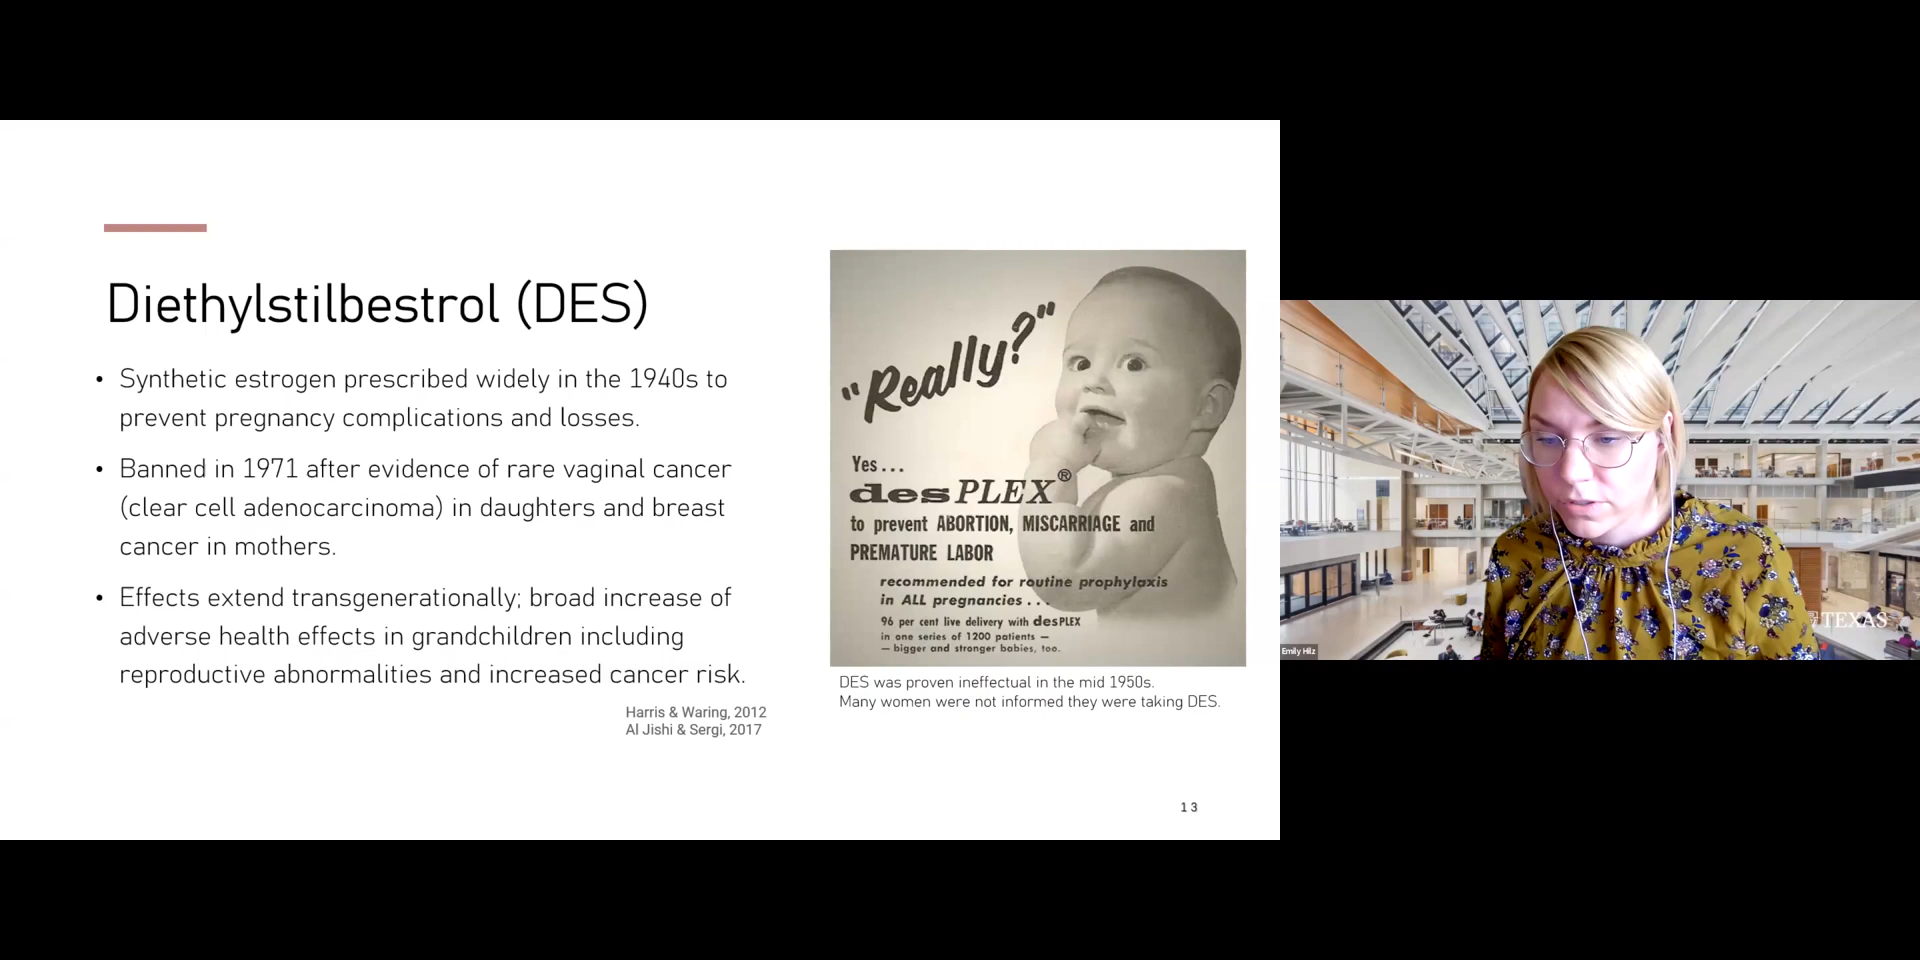 Diethylstilbestrol (DES)
• Synthetic estrogen prescribed widely in the 1940s to
prevent pregnancy complications and losses.
• Banned in 1971 after evidence of rare vaginal cancer
(clear cell adenocarcinoma) in daughters and breast
cancer in mothers.
• Effects extend transgenerationally; broad increase of
adverse health effects in grandchildren including
reproductive abnormalities and increased cancer risk.
Harris & Waring, 2012
Al Jishi & Sergi, 2017
"Really?"
Yes...
desPLEX®
to prevent ABORTION, MISCARRIAGE and
PREMATURE LABOR
recommended for routine prophylaxis
in ALL pregnancies . . .
96 per cent live delivery with desPLEX
in one series of 1200 patients —
— bigger and stronger babies, too.
DES was proven ineffectual in the mid 1950s.
Many women were not informed they were taking DES.
13
TEXAS
Emily Hilz